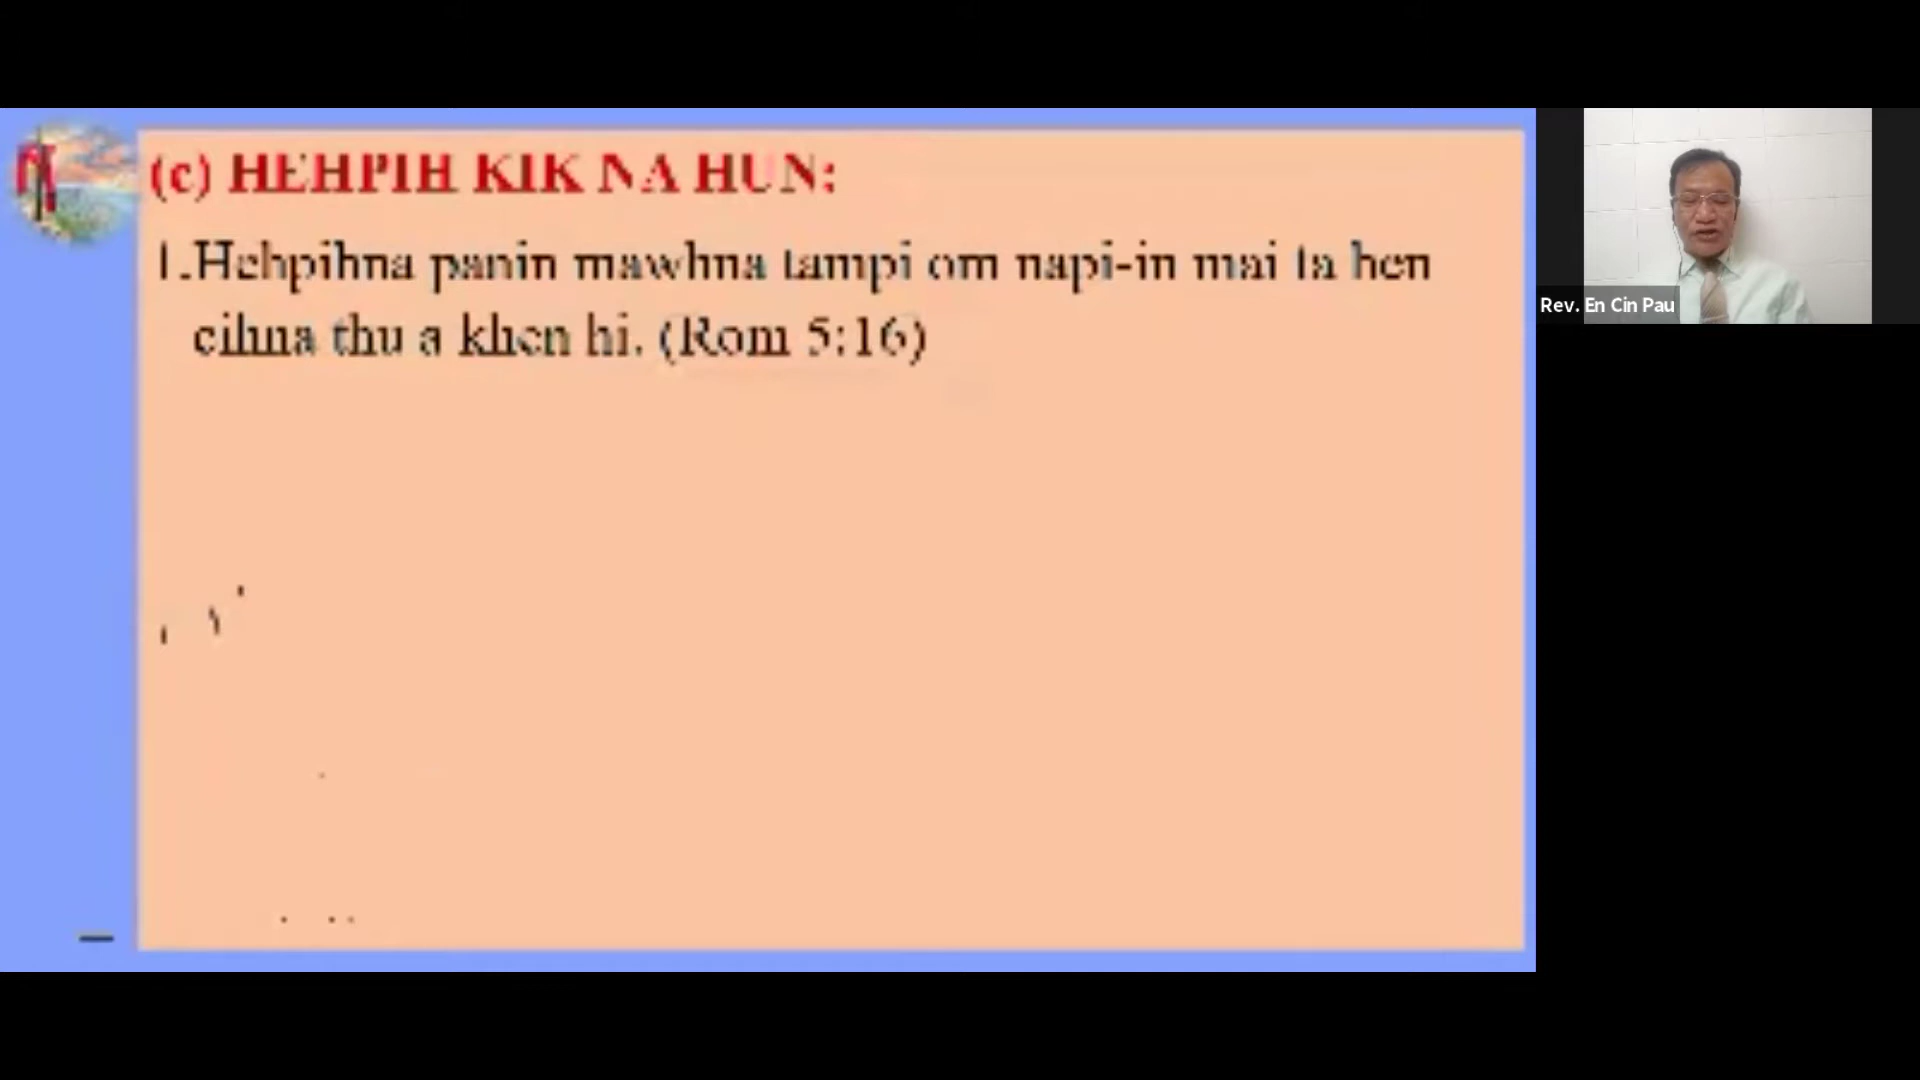 (c) HEHPIH KIK NA HUN:
1.Hehpihna panin mawhna tampi om napi-in mai ta hen
cihna thu a khen hi. (Rom 5:16)
Rev. En Cin Pau